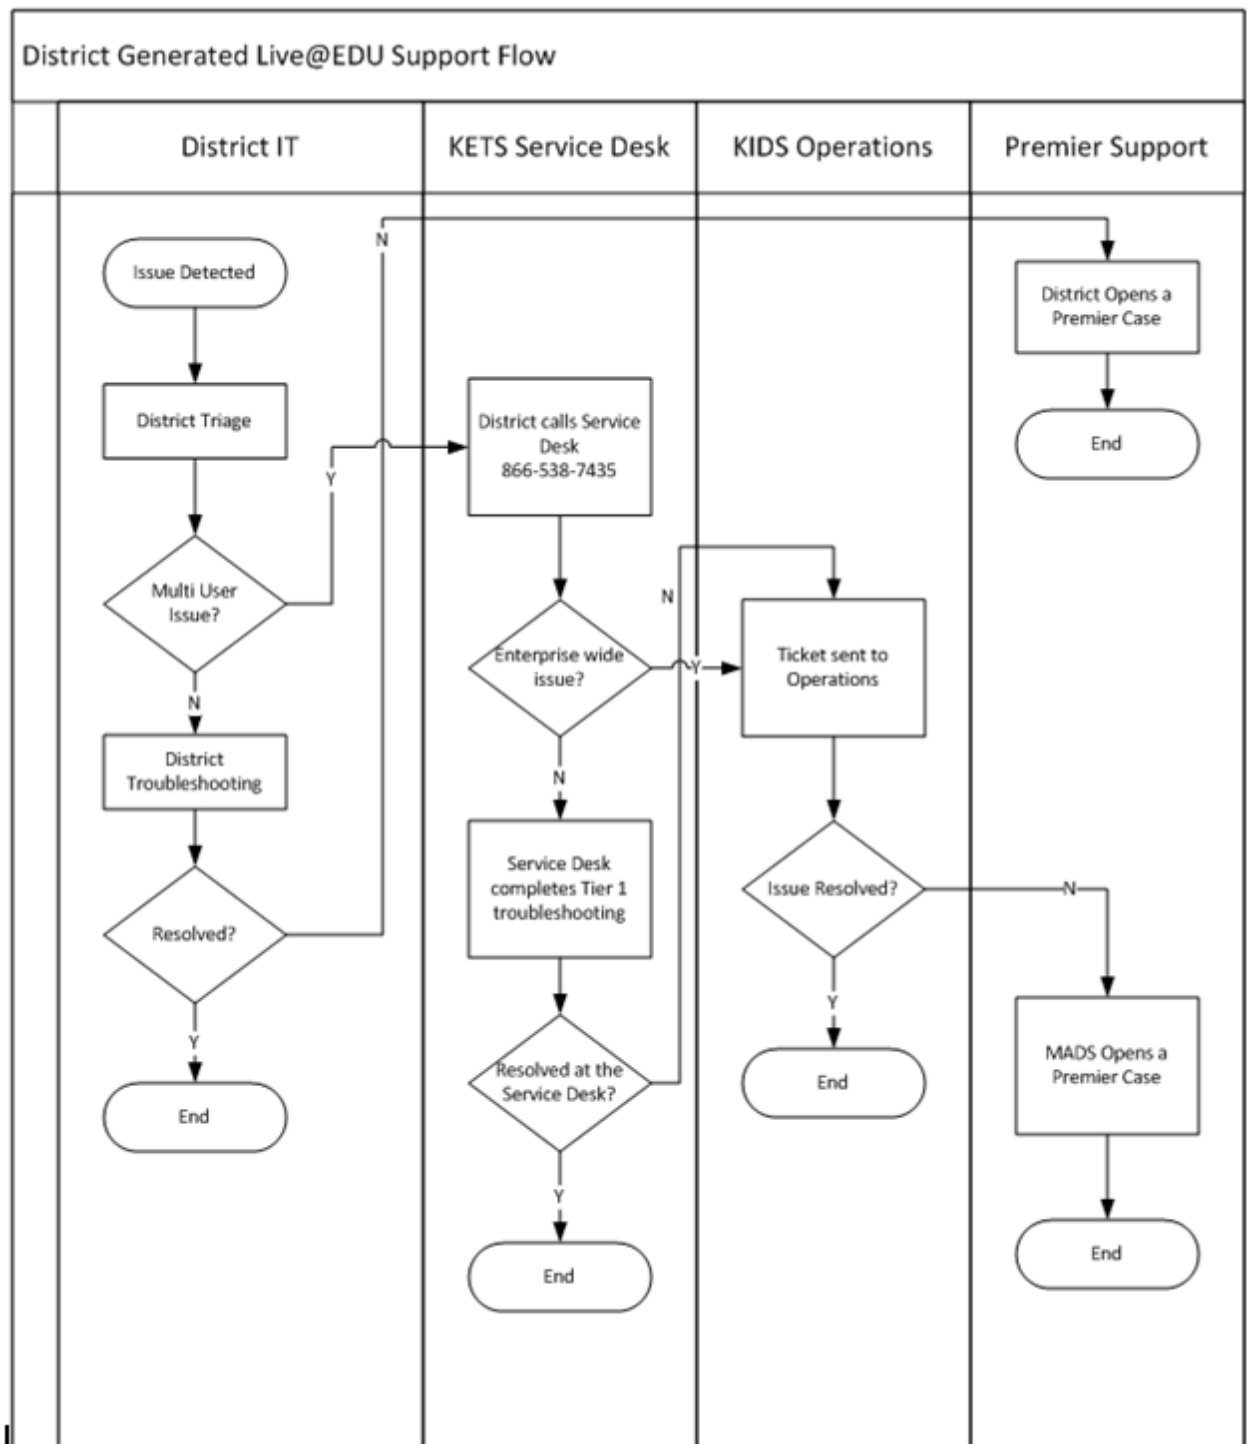 District Generated Live@EDU Support Flow
District IT
KETS Service Desk
KIDS Operations
Premier Support
Issue Detected
District Triage
Multi User
Issue?
Y
N
District
Troubleshooting
Resolved?
N
Y
End
District calls Service
Desk
866-538-7435
Enterprise wide
issue?
Y
N
Service Desk
completes Tier 1
troubleshooting
Resolved at the
Service Desk?
N
Y
End
Ticket sent to
Operations
Issue Resolved?
N
Y
End
District Opens a
Premier Case
End
MADS Opens a
Premier Case
End